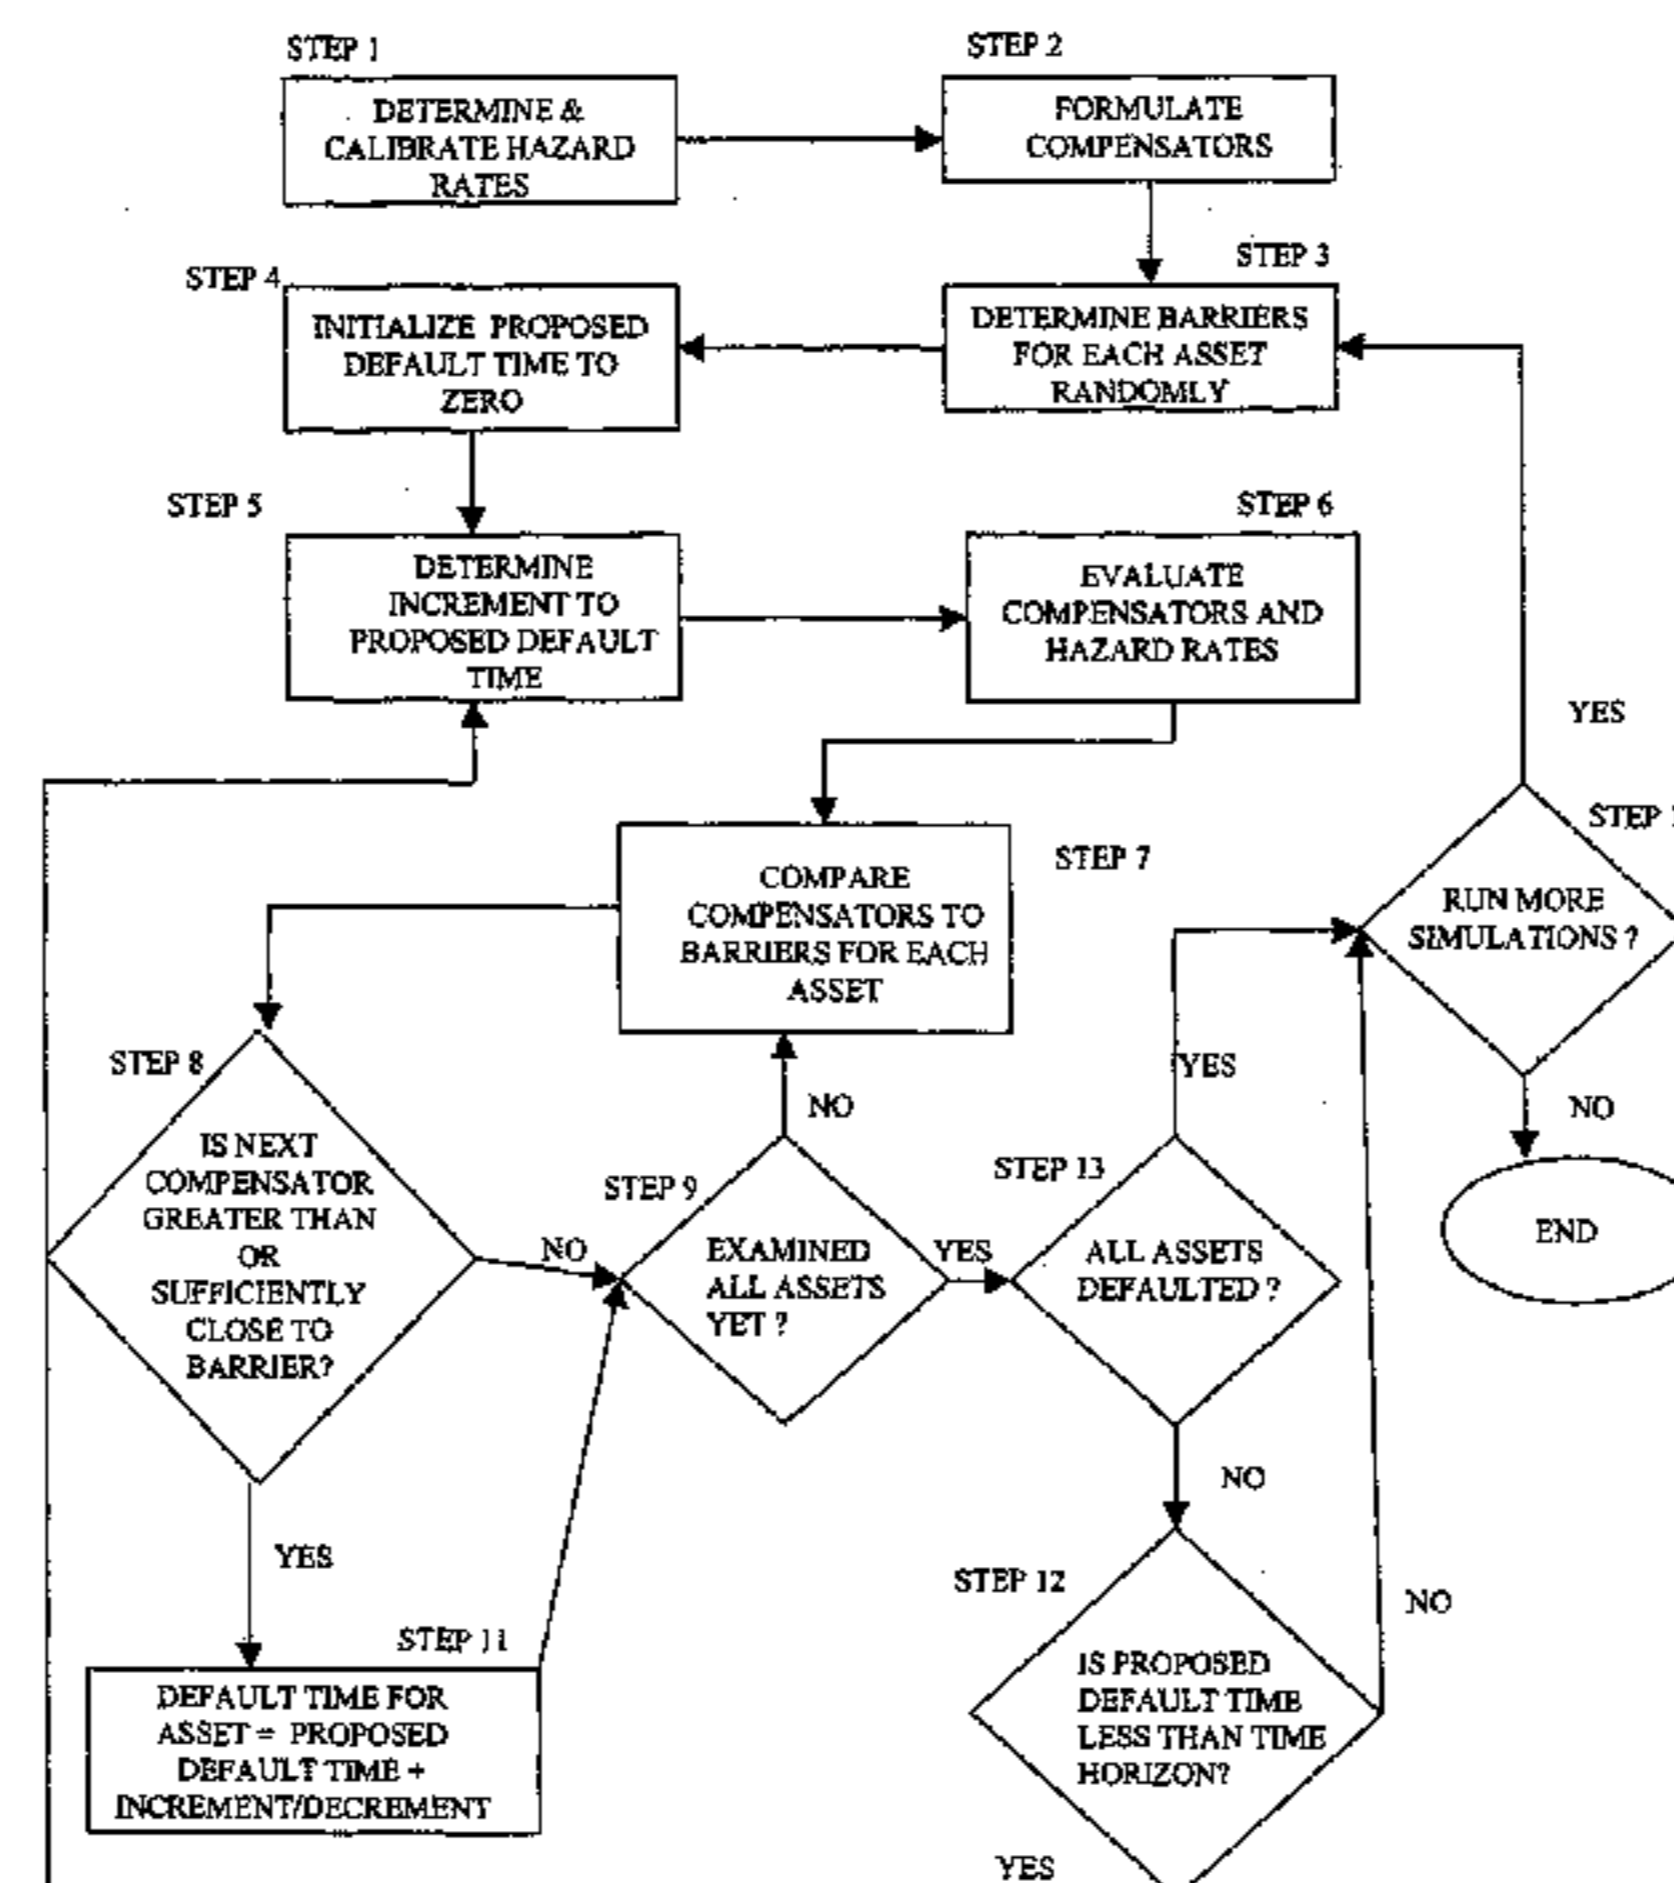 STEP 1
DETERMINE &
CALIBRATE HAZARD
RATES
STEP 2
FORMULATE
COMPENSATORS
STEP 3
DETERMINE BARRIERS
FOR EACH ASSET
RANDOMLY
STEP 4
INITIALIZE PROPOSED
DEFAULT TIME TO
ZERO
STEP 5
DETERMINE
INCREMENT TO
PROPOSED DEFAULT
TIME
STEP 6
EVALUATE
COMPENSATORS AND
HAZARD RATES
STEP 7
COMPARE
COMPENSATORS TO
BARRIERS FOR EACH
ASSET
STEP 8
IS NEXT
COMPENSATOR
GREATER THAN
OR
SUFFICIENTLY
CLOSE TO
BARRIER?
NO
YES
STEP 9
EXAMINED
ALL ASSETS
YET ?
NO
YES
STEP 11
DEFAULT TIME FOR
ASSET = PROPOSED
DEFAULT TIME +
INCREMENT/DECREMENT
STEP 13
ALL ASSETS
DEFAULTED ?
YES
NO
STEP 12
IS PROPOSED
DEFAULT TIME
LESS THAN TIME
HORIZON?
NO
YES
STEP
RUN MORE
SIMULATIONS ?
YES
NO
END